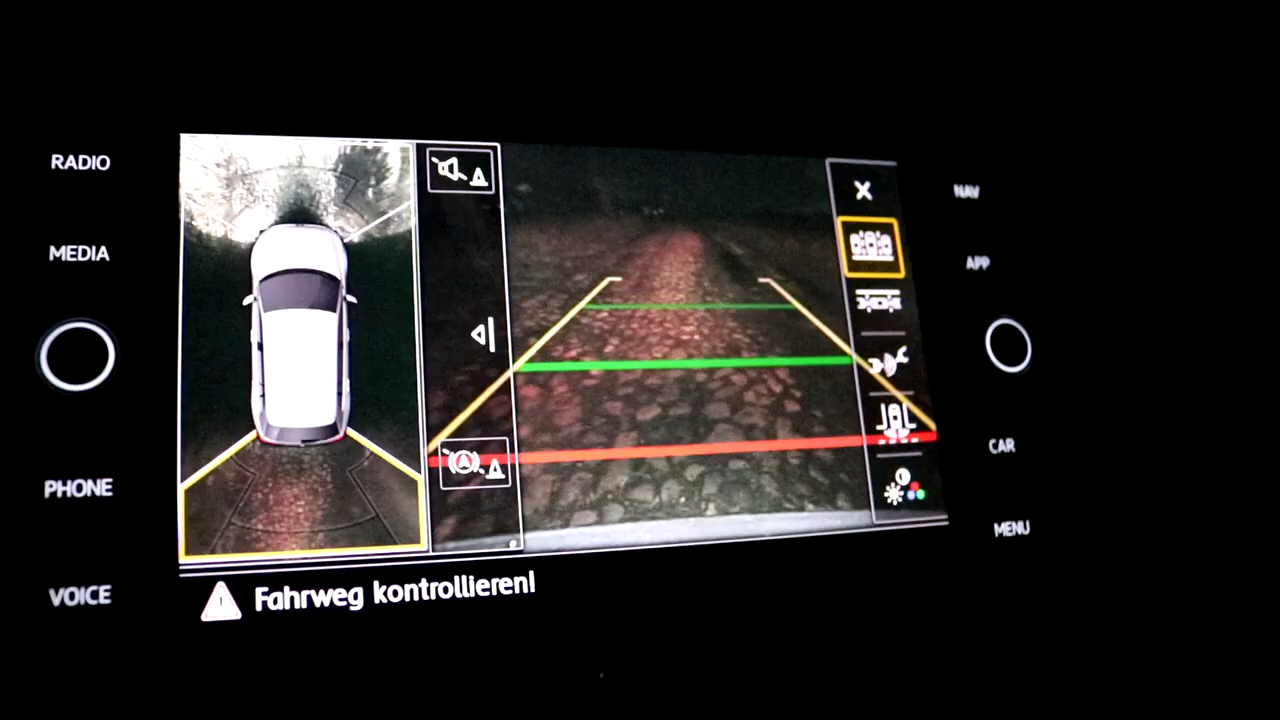 RADIO
MEDIA
PHONE
VOICE
NAV
APP
CAR
MENU
Fahrweg kontrollieren!